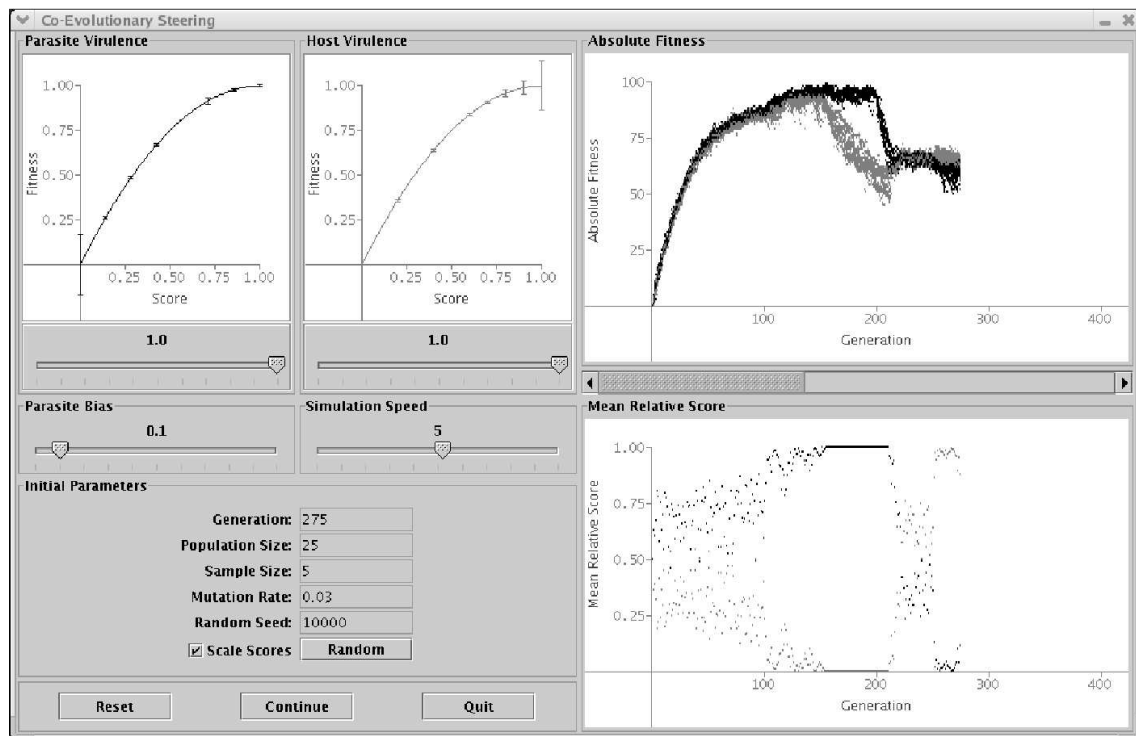 Co-Evolutionary Steering
Parasite Virulence
1.00
0.75
0.50
0.25
Fitness
0.25 0.50 0.75 1.00
Score
1.0
Host Virulence
1.00
0.75
0.50
0.25
Fitness
0.25 0.50 0.75 1.00
Score
1.0
Absolute Fitness
100
75
50
25
Absolute Fitness
100 200 300 400
Generation
Parasite Bias
0.1
Simulation Speed
5
Mean Relative Score
1.00
0.75
0.50
0.25
Mean Relative Score
100 200 300 400
Generation
Initial Parameters
Generation: 275
Population Size: 25
Sample Size: 5
Mutation Rate: 0.03
Random Seed: 10000
Scale Scores Random
Reset Continue Quit